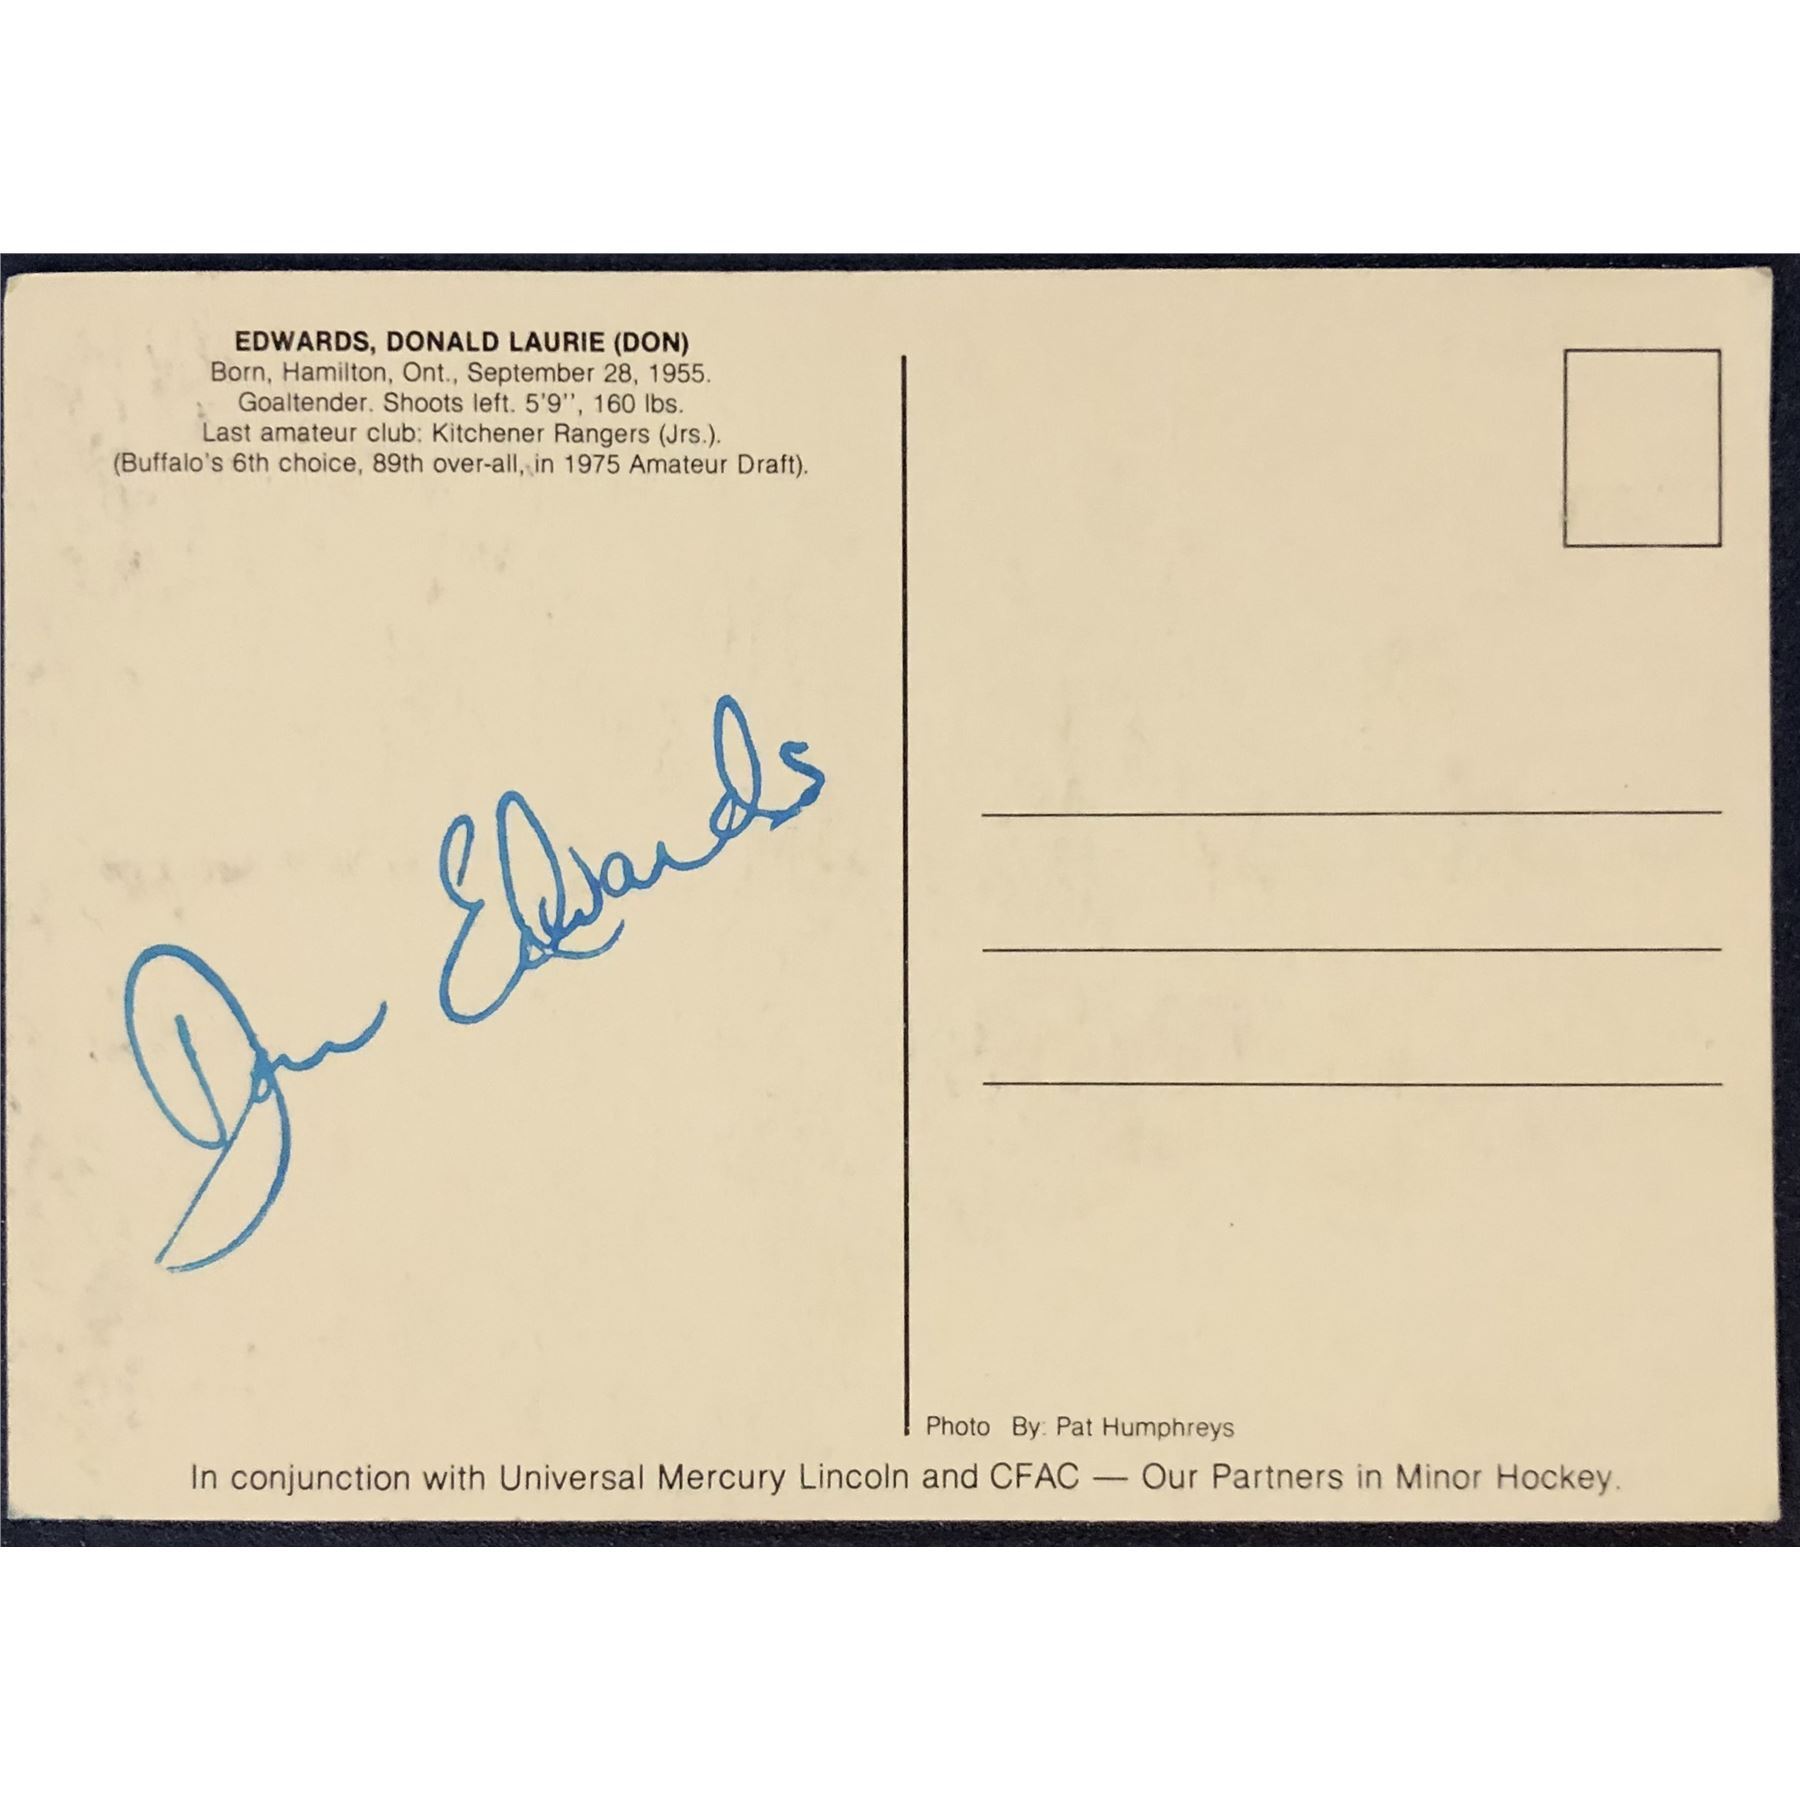 EDWARDS, DONALD LAURIE (DON)
Born, Hamilton, Ont., September 28, 1955.
Goaltender. Shoots left. 5'9'', 160 lbs.
Last amateur club: Kitchener Rangers (Jrs.).
(Buffalo's 6th choice, 89th over-all, in 1975 Amateur Draft).
Don Edwards
Photo By: Pat Humphreys
In conjunction with Universal Mercury Lincoln and CFAC — Our Partners in Minor Hockey.